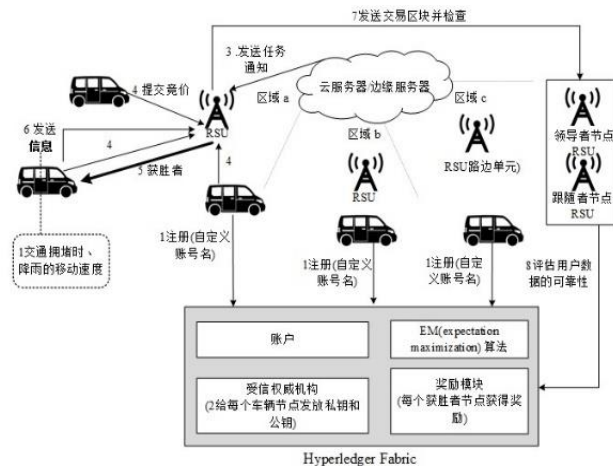 7发送交易区块并检查
3 .发送任务
通知
云服务器/边缘服务器
4 提交竞价
区域 a
区域 c
RSU
区域 b
6 发送
信息
4
5 获胜者
4
RSU路边单元)
领导者节点
RSU
RSU
跟随者节点
RSU
1交通拥堵时、
降雨的移动速度
1注册(自定义
账号名)
1注册(自定义
账号名)
1注册(自定
义账号名)
8评估用户数
据的可靠性
账户
EM(expectation
maximization) 算法
受信权威机构
(2给每个车辆节点发放私钥和
公钥)
奖励模块
(每个获胜者节点获得奖
励)
Hyperledger Fabric